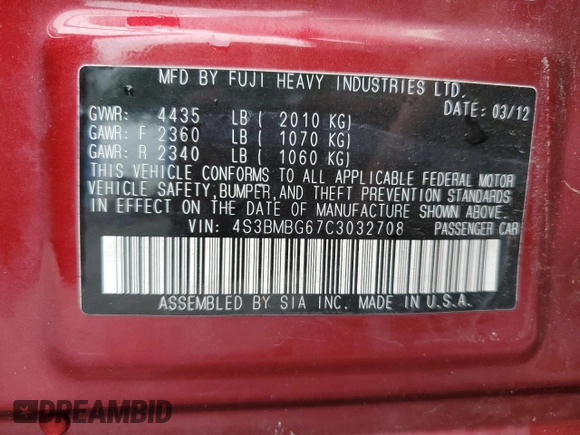 MFD BY FUJI HEAVY INDUSTRIES LTD.
DATE: 03/12
GVWR: 4435 LB ( 2010 KG)
GAWR: F 2360 LB ( 1070 KG)
GAWR: R 2340 LB ( 1060 KG)
THIS VEHICLE CONFORMS TO ALL APPLICABLE FEDERAL MOTOR
VEHICLE SAFETY,BUMPER,AND THEFT PREVENTION STANDARDS
IN EFFECT ON THE DATE OF MANUFACTURE SHOWN ABOVE.
VIN: 4S3BMBG67C3032708 PASSENGER CAR
ASSEMBLED BY SIA INC. MADE IN U.S.A.
DREAMBID